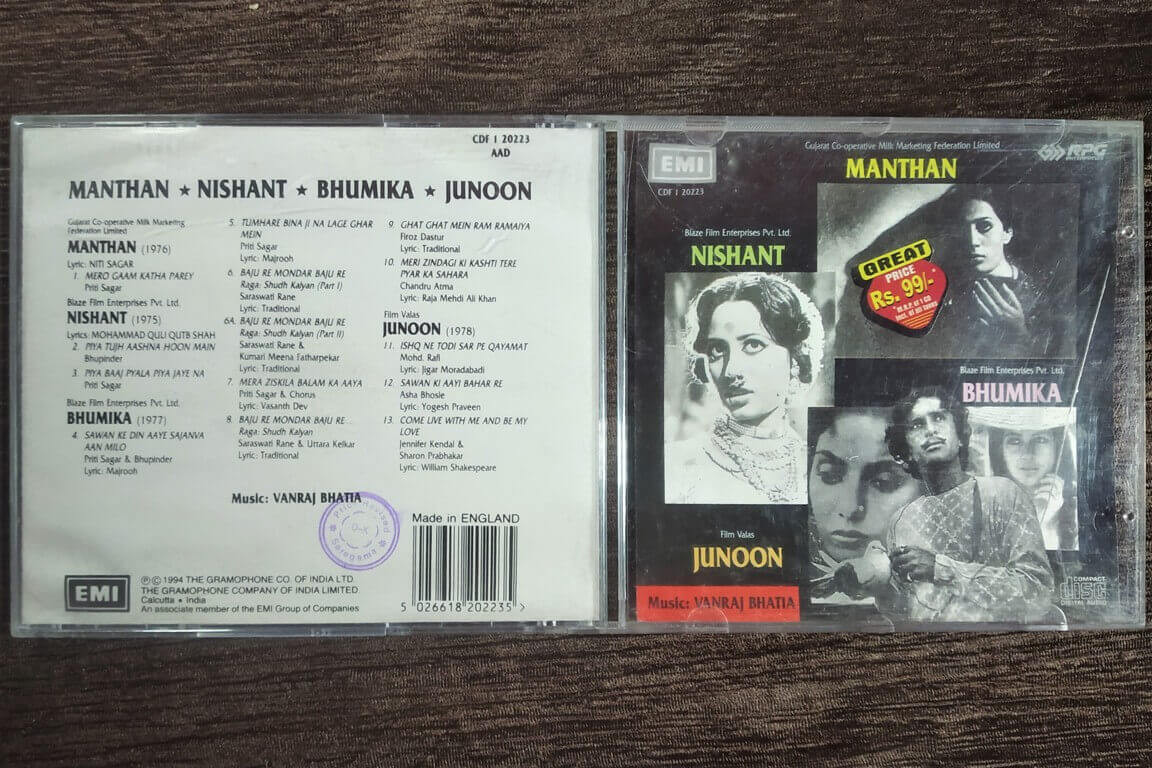 CDF 1 20223
AAD
MANTHAN ★ NISHANT ★ BHUMIKA ★ JUNOON
Gujarat Co-operative Milk Marketing
Federation Limited
MANTHAN (1976)
Lyric: NITI SAGAR
1. MERO GAAM KATHA PAREY
Priti Sagar
Blaze Film Enterprises Pvt. Ltd.
NISHANT (1975)
Lyrics: MOHAMMAD QULI QUTB SHAH
2. PIYA TUJH AASHNA HOON MAIN
Bhupinder
3. PIYA BAAJ PYALA PIYA JAYE NA
Priti Sagar
Blaze Film Enterprises Pvt. Ltd.
BHUMIKA (1977)
4. SAWAN KE DIN AAYE SAJANVA
AAN MILO
Priti Sagar & Bhupinder
Lyric: Majrooh
5. TUMHARE BINA JI NA LAGE GHAR
MEIN
Priti Sagar
Lyric: Majrooh
6. BAJU RE MONDAR BAJU RE
Raga: Shudh Kalyan (Part I)
Saraswati Rane
Lyric: Traditional
6A. BAJU RE MONDAR BAJU RE
Raga: Shudh Kalyan (Part II)
Saraswati Rane &
Kumari Meena Fatharpekar
Lyric: Traditional
7. MERA ZISKILA BALAM KA AAYA
Priti Sagar & Chorus
Lyric: Vasanth Dev
8. BAJU RE MONDAR BAJU RE
Raga: Shudh Kalyan
Saraswati Rane & Uttara Kelkar
Lyric: Traditional
9. GHAT GHAT MEIN RAM RAMAIYA
Firoz Dastur
Lyric: Traditional
10. MERI ZINDAGI KI KASHTI TERE
PYAR KA SAHARA
Chandru Atma
Lyric: Raja Mehdi Ali Khan
Film Valas
JUNOON (1978)
11. ISHQ NE TODI SAR PE QAYAMAT
Mohd. Rafi
Lyric: Jigar Moradabadi
12. SAWAN KI AAYI BAHAR RE
Asha Bhosle
Lyric: Yogesh Praveen
13. COME LIVE WITH ME AND BE MY
LOVE
Jennifer Kendal &
Sharon Prabhakar
Lyric: William Shakespeare
Music: VANRAJ BHATIA
Price Revised
O-K
Saregama
Made in ENGLAND
5 026618 202235 >
EMI
℗ © 1994 THE GRAMOPHONE CO. OF INDIA LTD.
THE GRAMOPHONE COMPANY OF INDIA LIMITED.
Calcutta • India
An associate member of the EMI Group of Companies
EMI
CDF 1 20223
Gujarat Co-operative Milk Marketing Federation Limited
MANTHAN
RPG
ENTERPRISES
Blaze Film Enterprises Pvt. Ltd.
NISHANT
GREAT
PRICE
Rs. 99/-
M.R.P. of 1 CD
Incl. of all taxes
Blaze Film Enterprises Pvt. Ltd.
BHUMIKA
Film Valas
JUNOON
Music: VANRAJ BHATIA
COMPACT
disc
DIGITAL AUDIO